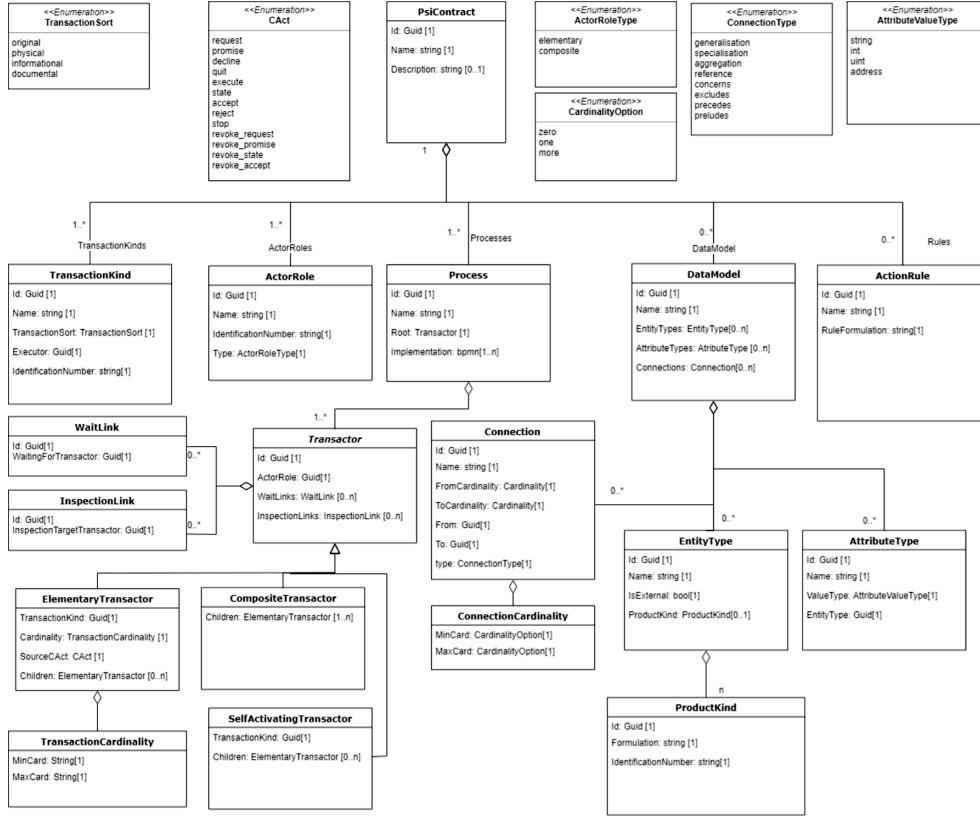 <<Enumeration>>
TransactionSort
original
physical
informational
documental
<<Enumeration>>
CAct
request
promise
decline
quit
execute
state
accept
reject
stop
revoke_request
revoke_promise
revoke_state
revoke_accept
PsiContract
Id: Guid [1]
Name: string [1]
Description: string [0..1]
<<Enumeration>>
ActorRoleType
elementary
composite
<<Enumeration>>
CardinalityOption
zero
one
more
<<Enumeration>>
ConnectionType
generalisation
specialisation
aggregation
reference
concerns
excludes
precedes
preludes
<<Enumeration>>
AttributeValueType
string
int
uint
address
1
1..*
TransactionKinds
1..*
ActorRoles
1..*
Processes
0..*
DataModel
0..*
Rules
TransactionKind
Id: Guid [1]
Name: string [1]
TransactionSort: TransactionSort [1]
Executor: Guid[1]
IdentificationNumber: string[1]
ActorRole
Id: Guid [1]
Name: string [1]
IdentificationNumber: string[1]
Type: ActorRoleType[1]
Process
Id: Guid [1]
Name: string [1]
Root: Transactor [1]
Implementation: bpmn[1..n]
DataModel
Id: Guid [1]
Name: string [1]
EntityTypes: EntityType[0..n]
AttributeTypes: AtributeType [0..n]
Connections: Connection[0..n]
ActionRule
Id: Guid [1]
Name: string [1]
RuleFormulation: string[1]
1..*
WaitLink
Id: Guid[1]
WaitingForTransactor: Guid[1]
0..*
InspectionLink
Id: Guid[1]
InspectionTargetTransactor: Guid[1]
0..*
Transactor
Id: Guid [1]
ActorRole: Guid[1]
WaitLinks: WaitLink [0..n]
InspectionLinks: InspectionLink [0..n]
Connection
Id: Guid [1]
Name: string [1]
FromCardinality: Cardinality[1]
ToCardinality: Cardinality[1]
From: Guid[1]
To: Guid[1]
type: ConnectionType[1]
0..*
0..*
0..*
EntityType
Id: Guid [1]
Name: string [1]
IsExternal: bool[1]
ProductKind: ProductKind[0..1]
AttributeType
Id: Guid [1]
Name: string [1]
ValueType: AttributeValueType[1]
EntityType: Guid[1]
ElementaryTransactor
TransactionKind: Guid[1]
Cardinality: TransactionCardinality [1]
SourceCAct: CAct [1]
Children: ElementaryTransactor [0..n]
CompositeTransactor
Children: ElementaryTransactor [1..n]
ConnectionCardinality
MinCard: CardinalityOption[1]
MaxCard: CardinalityOption[1]
n
SelfActivatingTransactor
TransactionKind: Guid[1]
Children: ElementaryTransactor [0..n]
TransactionCardinality
MinCard: String[1]
MaxCard: String[1]
ProductKind
Id: Guid [1]
Formulation: string [1]
IdentificationNumber: string[1]